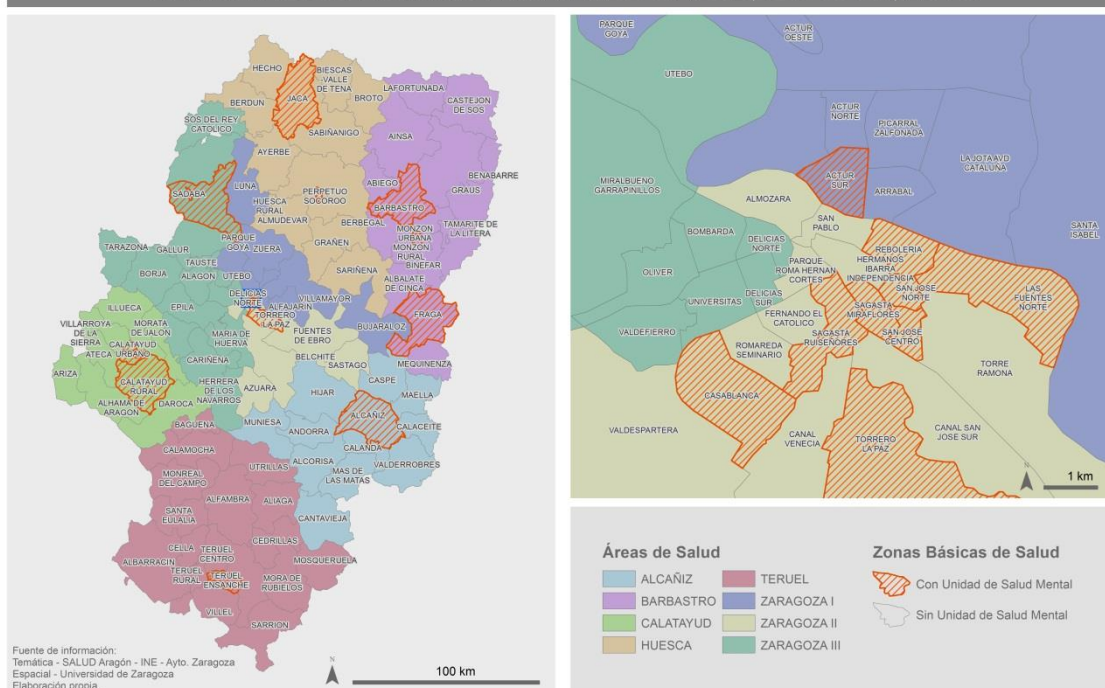 HECHO
BIESCAS
-VALLE
DE TENA
JACA
BROTO
LAFORTUNADA
CASTEJON
DE SOS
BERDUN
SOS DEL REY
CATOLICO
SABIÑANIGO
AINSA
AYERBE
BENABARRE
SADABA
LUNA
ABIEGO
GRAUS
HUESCA
RURAL
PERPETUO
SOCOROO
BARBASTRO
ALMUDEVAR
BERBEGAL
MONZON
URBANA
TAMARITE DE
LA LITERA
PARQUE
GOYA
ZUERA
GRAÑEN
MONZON
RURAL
BINEFAR
TARAZONA
GALLUR
TAUSTE
BORJA
ALAGON
UTEBO
SARIÑENA
ALBALATE
DE CINCA
DELICIAS
NORTE
VILLAMAYOR
ALFAJARIN
ILLUECA
EPILA
TORRERO
LA PAZ
FRAGA
BUJARALOZ
VILLARROYA
DE LA
SIERRA
MORATA
DE JALON
MARIA DE
HUERVA
FUENTES
DE EBRO
CALATAYUD
URBANO
ATECA
CARIÑENA
BELCHITE
SASTAGO
MEQUINENZA
ARIZA
CALATAYUD
RURAL
HERRERA
DE LOS
NAVARROS
AZUARA
CASPE
HIJAR
MAELLA
ALHAMA DE
ARAGON
DAROCA
ALCAÑIZ
BAGUENA
MUNIESA
ANDORRA
CALACEITE
CALANDA
CALAMOCHA
ALCORISA
VALDERROBRES
UTRILLAS
MAS DE
LAS MATAS
MONREAL
DEL CAMPO
ALFAMBRA
ALIAGA
SANTA
EULALIA
CANTAVIEJA
CEDRILLAS
CELLA
TERUEL
CENTRO
ALBARRACIN
MOSQUERUELA
TERUEL
RURAL
TERUEL
ENSANCHE
MORA DE
RUBIELOS
VILLEL
SARRION
Fuente de información:
Temática - SALUD Aragón - INE - Ayto. Zaragoza
Espacial - Universidad de Zaragoza
Elaboración propia
N
100 km
PARQUE
GOYA
ACTUR
OESTE
UTEBO
ACTUR
NORTE
PICARRAL
ZALFONADA
LA JOTA AVD
CATALUÑA
MIRALBUENO
GARRAPINILLOS
ACTUR
SUR
ARRABAL
ALMOZARA
SAN
PABLO
SANTA
ISABEL
BOMBARDA
DELICIAS
NORTE
REBOLERIA
HERMANOS
IBARRA
INDEPENDENCIA
PARQUE
ROMA
HERNAN
CORTES
OLIVER
SAN JOSE
NORTE
LAS
FUENTES
NORTE
UNIVERSITAS
DELICIAS
SUR
SAGASTA
MIRAFLORES
FERNANDO EL
CATOLICO
VALDEFIERRO
SAGASTA
RUISEÑORES
SAN JOSE
CENTRO
ROMAREDA
SEMINARIO
TORRE
RAMONA
CASABLANCA
VALDESPARTERA
CANAL
VENECIA
TORRERO
LA PAZ
CANAL SAN
JOSE SUR
N
1 km
Áreas de Salud
ALCAÑIZ
BARBASTRO
CALATAYUD
HUESCA
TERUEL
ZARAGOZA I
ZARAGOZA II
ZARAGOZA III
Zonas Básicas de Salud
Con Unidad de Salud Mental
Sin Unidad de Salud Mental